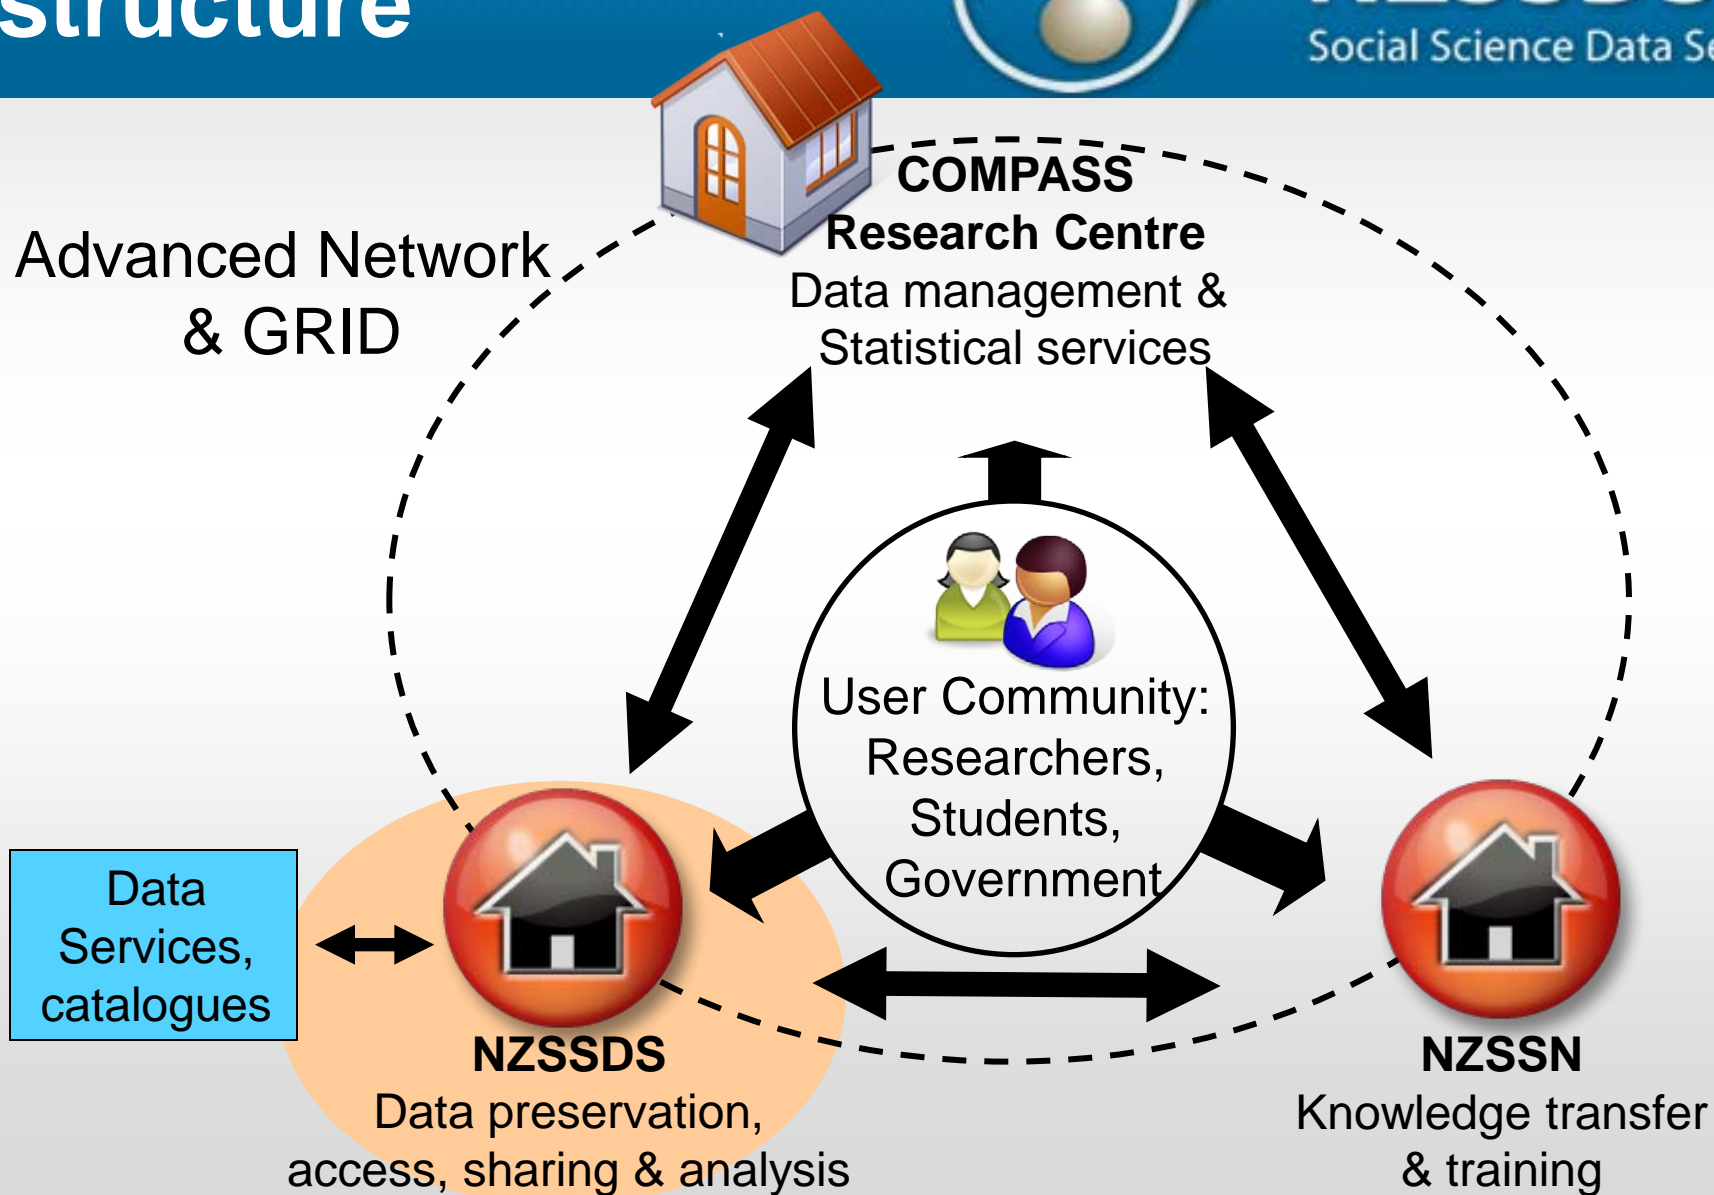 structure
Social Science Data Se
Advanced Network
& GRID
COMPASS
Research Centre
Data management &
Statistical services
User Community:
Researchers,
Students,
Government
Data
Services,
catalogues
NZSSDS
Data preservation,
access, sharing & analysis
NZSSN
Knowledge transfer
& training